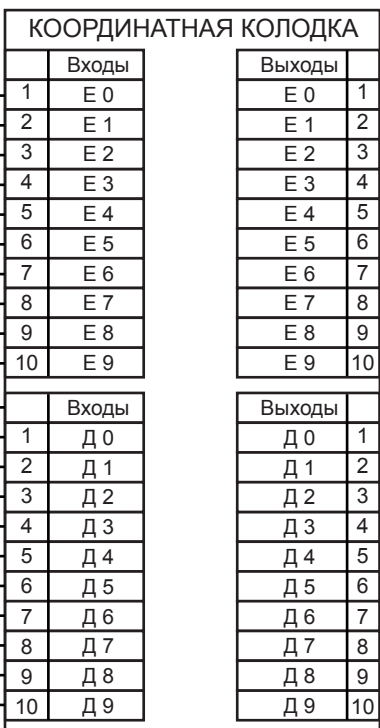 КООРДИНАТНАЯ КОЛОДКА
Входы Выходы
1 Е 0 Е 0 1
2 Е 1 Е 1 2
3 Е 2 Е 2 3
4 Е 3 Е 3 4
5 Е 4 Е 4 5
6 Е 5 Е 5 6
7 Е 6 Е 6 7
8 Е 7 Е 7 8
9 Е 8 Е 8 9
10 Е 9 Е 9 10
Входы Выходы
1 Д 0 Д 0 1
2 Д 1 Д 1 2
3 Д 2 Д 2 3
4 Д 3 Д 3 4
5 Д 4 Д 4 5
6 Д 5 Д 5 6
7 Д 6 Д 6 7
8 Д 7 Д 7 8
9 Д 8 Д 8 9
10 Д 9 Д 9 10